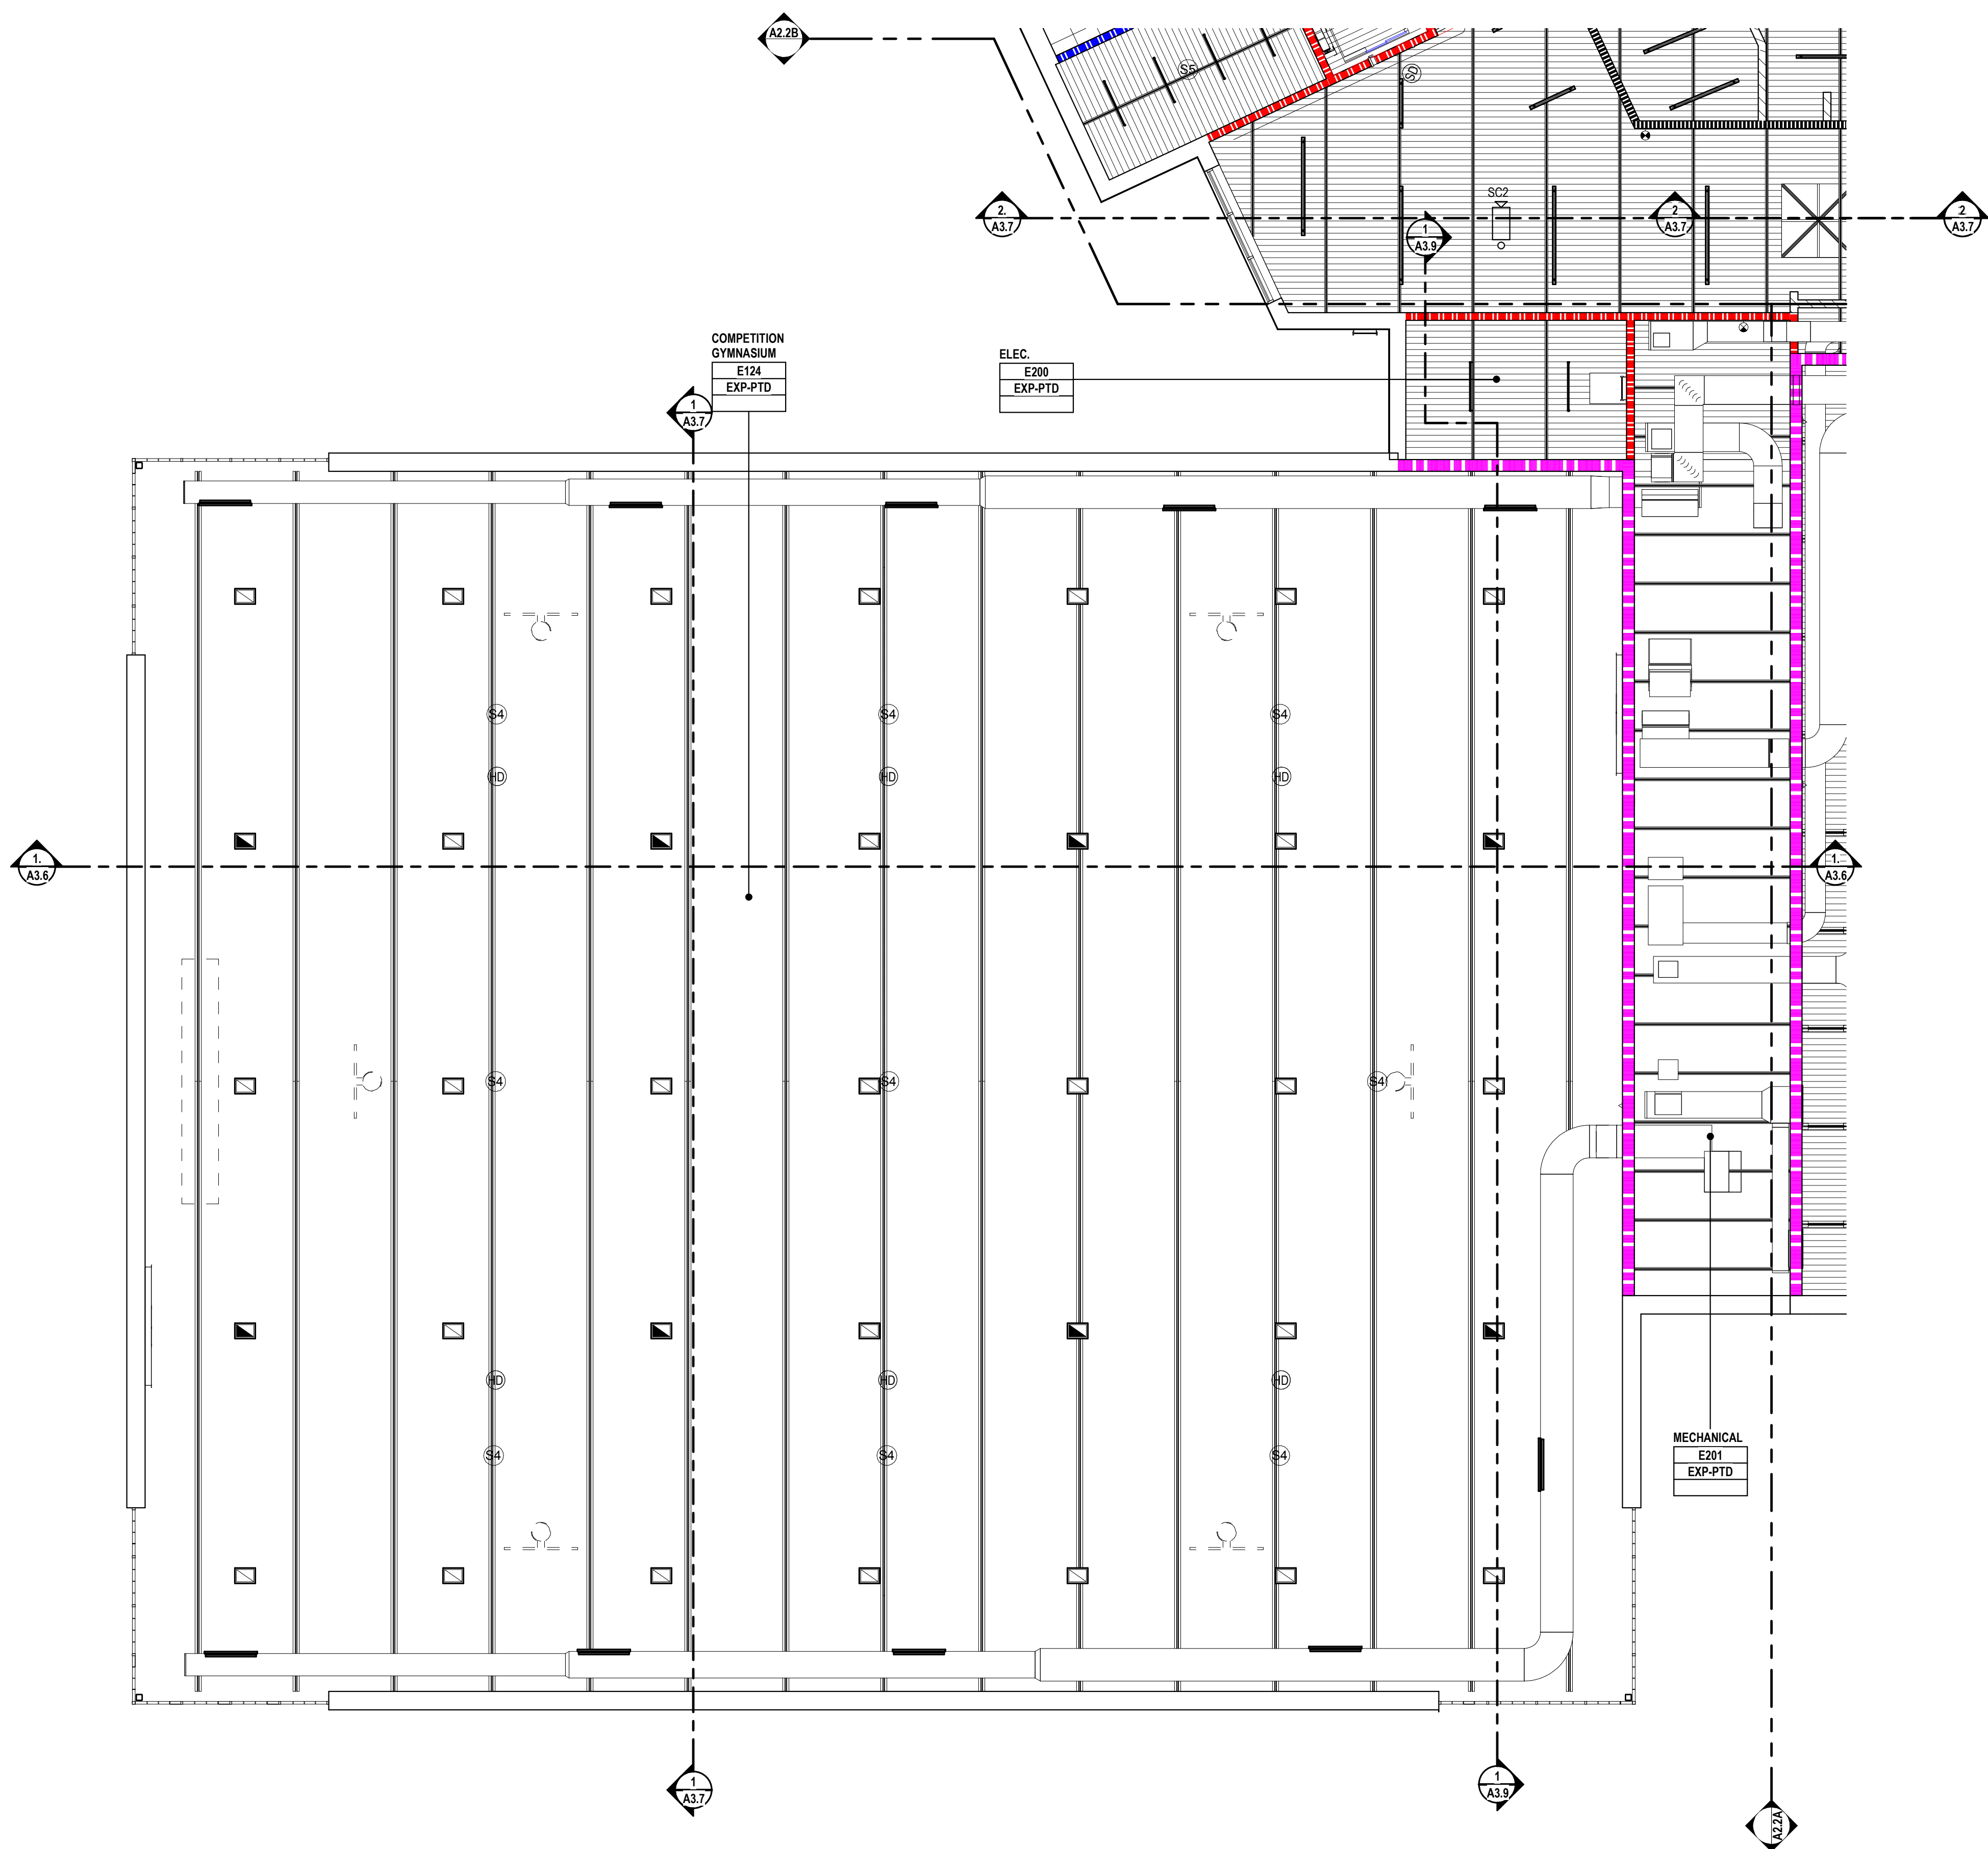 A2.2B
S5
SD
SC2
2.
A3.7
1
A3.9
2
A3.7
2
A3.7
COMPETITION
GYMNASIUM
E124
EXP-PTD
ELEC.
E200
EXP-PTD
1
A3.7
S4
S4
S4
HD
HD
HD
1.
A3.6
1.
A3.6
S4
S4
S4
HD
HD
HD
S4
S4
S4
MECHANICAL
E201
EXP-PTD
1
A3.7
1
A3.9
A2.2A